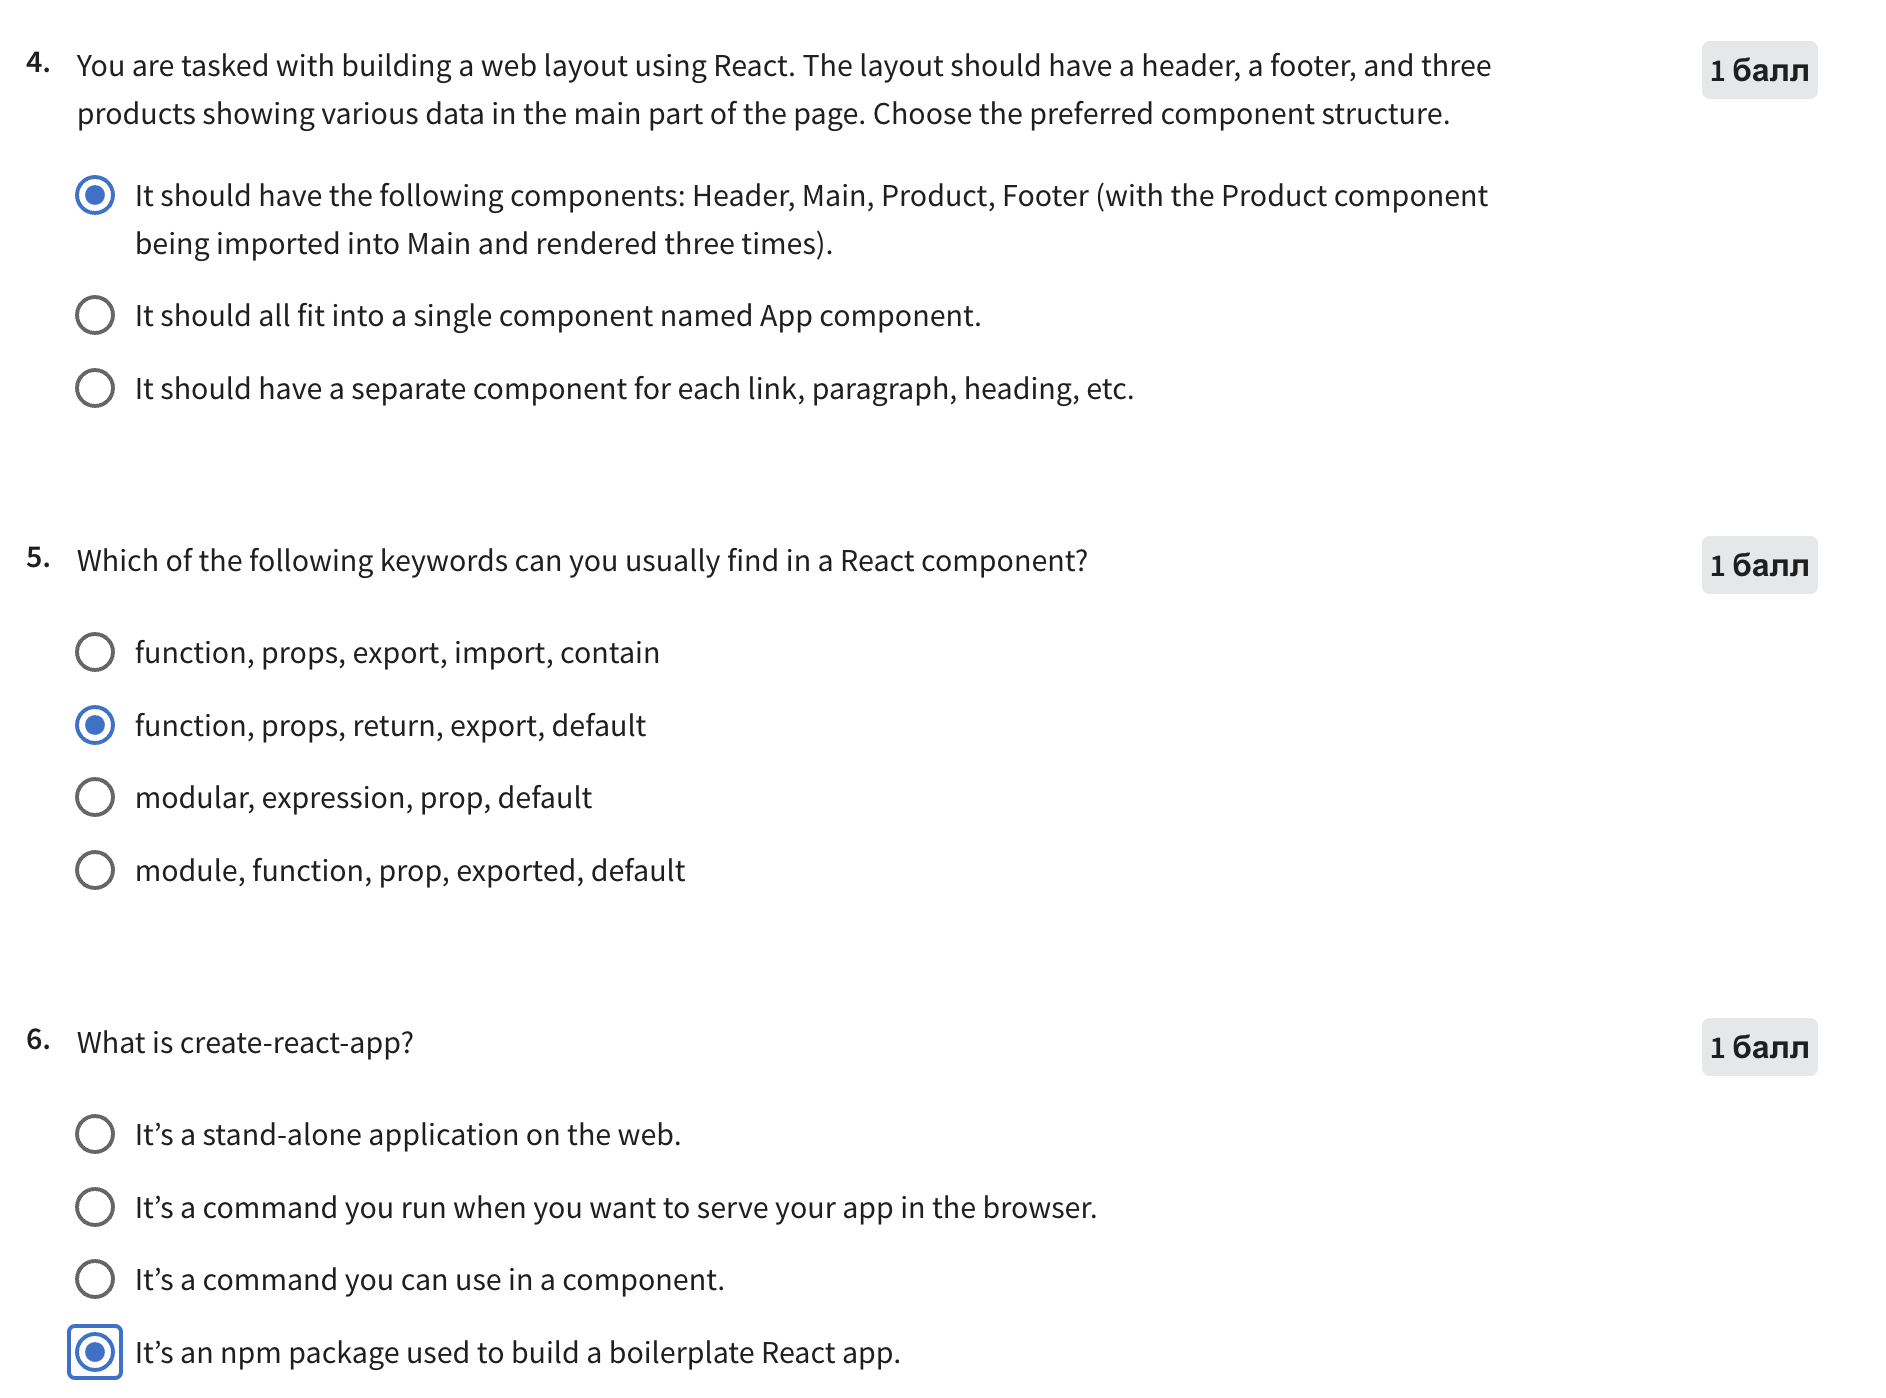 4. You are tasked with building a web layout using React. The layout should have a header, a footer, and three
1 балл
products showing various data in the main part of the page. Choose the preferred component structure.
It should have the following components: Header, Main, Product, Footer (with the Product component
being imported into Main and rendered three times).
It should all fit into a single component named App component.
It should have a separate component for each link, paragraph, heading, etc.
5. Which of the following keywords can you usually find in a React component?
1 балл
function, props, export, import, contain
function, props, return, export, default
modular, expression, prop, default
module, function, prop, exported, default
6. What is create-react-app?
1 балл
It’s a stand-alone application on the web.
It’s a command you run when you want to serve your app in the browser.
It’s a command you can use in a component.
It’s an npm package used to build a boilerplate React app.